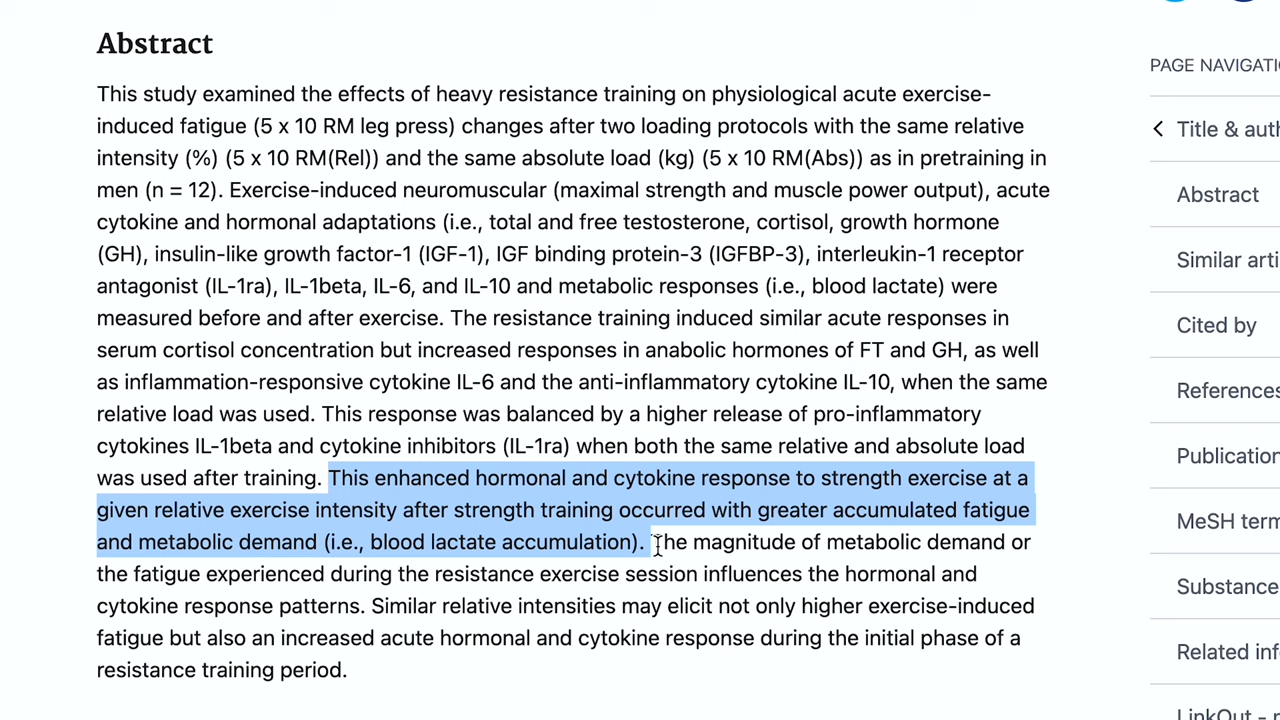 Abstract
This study examined the effects of heavy resistance training on physiological acute exercise-
induced fatigue (5 x 10 RM leg press) changes after two loading protocols with the same relative
intensity (%) (5 x 10 RM(Rel)) and the same absolute load (kg) (5 x 10 RM(Abs)) as in pretraining in
men (n = 12). Exercise-induced neuromuscular (maximal strength and muscle power output), acute
cytokine and hormonal adaptations (i.e., total and free testosterone, cortisol, growth hormone
(GH), insulin-like growth factor-1 (IGF-1), IGF binding protein-3 (IGFBP-3), interleukin-1 receptor
antagonist (IL-1ra), IL-1beta, IL-6, and IL-10 and metabolic responses (i.e., blood lactate) were
measured before and after exercise. The resistance training induced similar acute responses in
serum cortisol concentration but increased responses in anabolic hormones of FT and GH, as well
as inflammation-responsive cytokine IL-6 and the anti-inflammatory cytokine IL-10, when the same
relative load was used. This response was balanced by a higher release of pro-inflammatory
cytokines IL-1beta and cytokine inhibitors (IL-1ra) when both the same relative and absolute load
was used after training. This enhanced hormonal and cytokine response to strength exercise at a
given relative exercise intensity after strength training occurred with greater accumulated fatigue
and metabolic demand (i.e., blood lactate accumulation). The magnitude of metabolic demand or
the fatigue experienced during the resistance exercise session influences the hormonal and
cytokine response patterns. Similar relative intensities may elicit not only higher exercise-induced
fatigue but also an increased acute hormonal and cytokine response during the initial phase of a
resistance training period.
PAGE NAVIGATI
Title & auth
Abstract
Similar arti
Cited by
References
Publication
MeSH term
Substance
Related inf
LinkOut - r